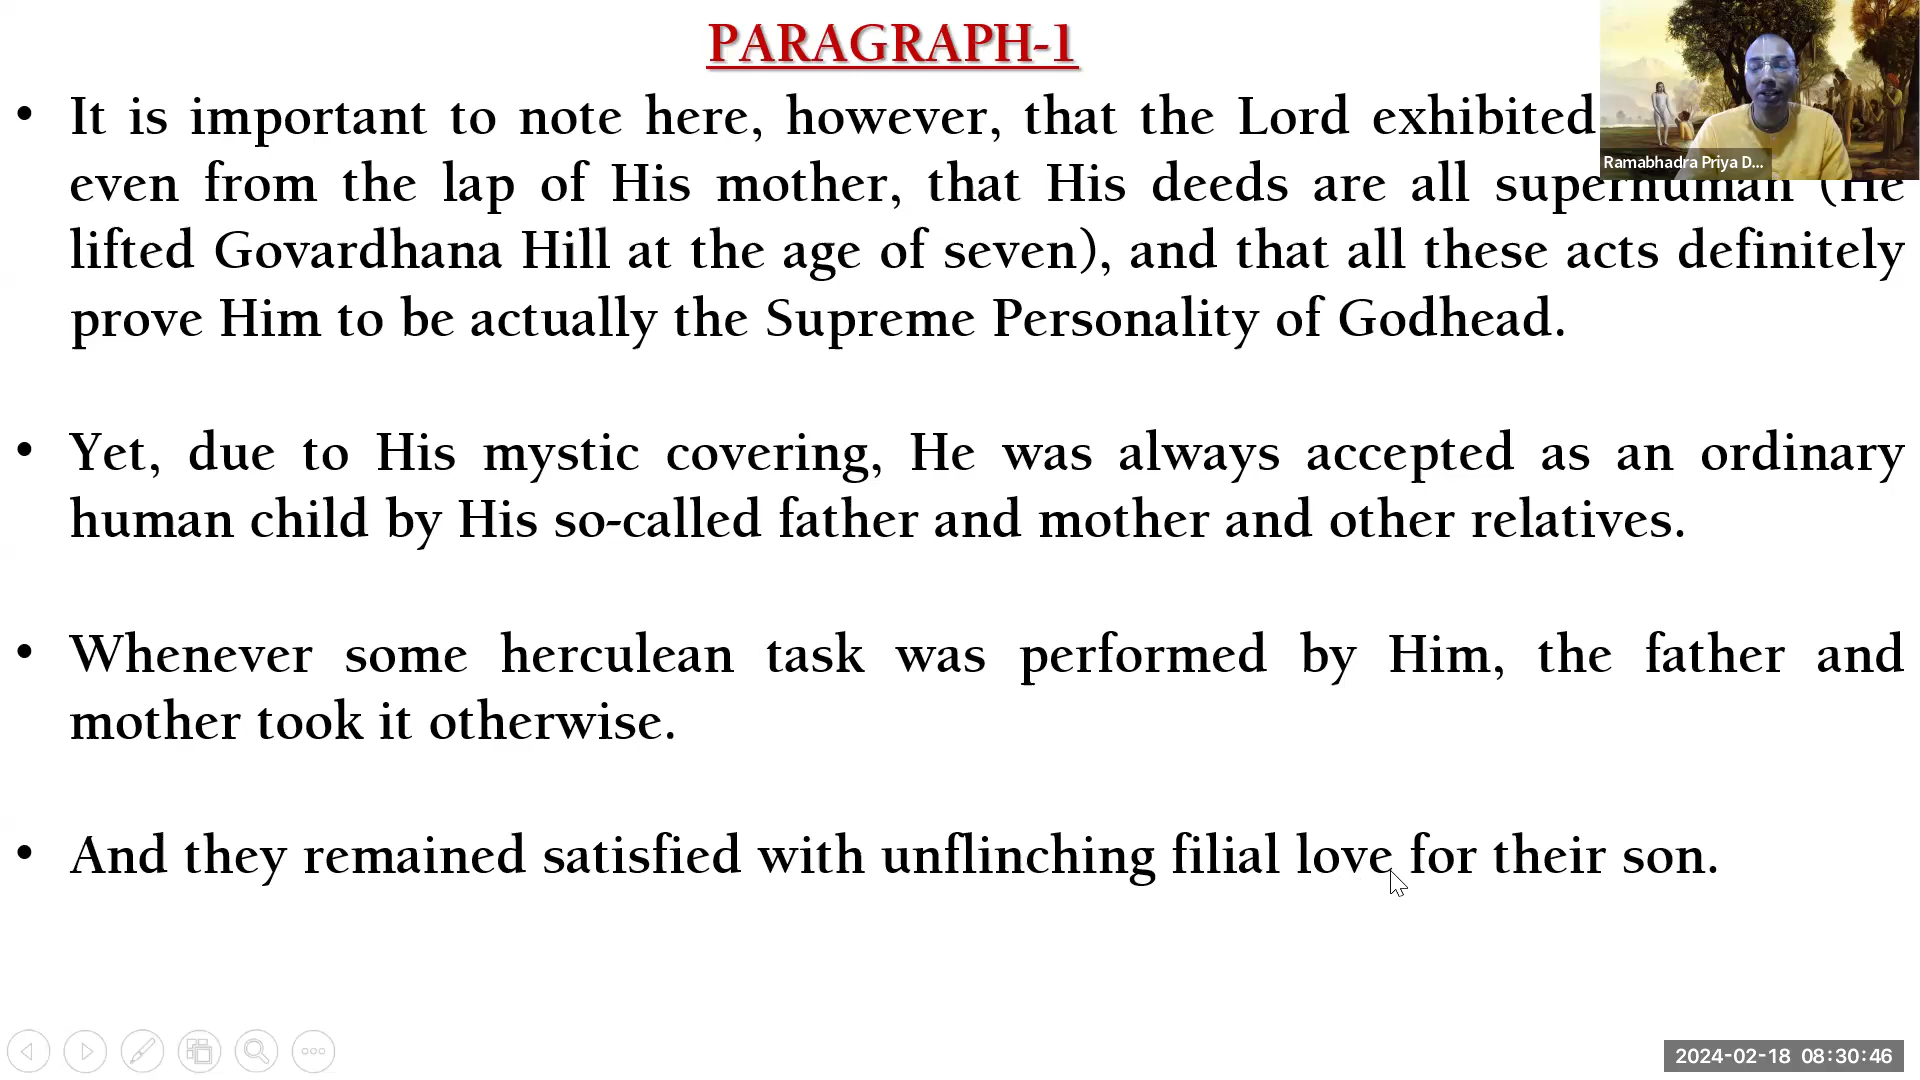 PARAGRAPH-1
• It is important to note here, however, that the Lord exhibited
even from the lap of His mother, that His deeds are all superhuman (He
lifted Govardhana Hill at the age of seven), and that all these acts definitely
prove Him to be actually the Supreme Personality of Godhead.
• Yet, due to His mystic covering, He was always accepted as an ordinary
human child by His so-called father and mother and other relatives.
• Whenever some herculean task was performed by Him, the father and
mother took it otherwise.
• And they remained satisfied with unflinching filial love for their son.
Ramabhadra Priya D...
2024-02-18 08:30:46